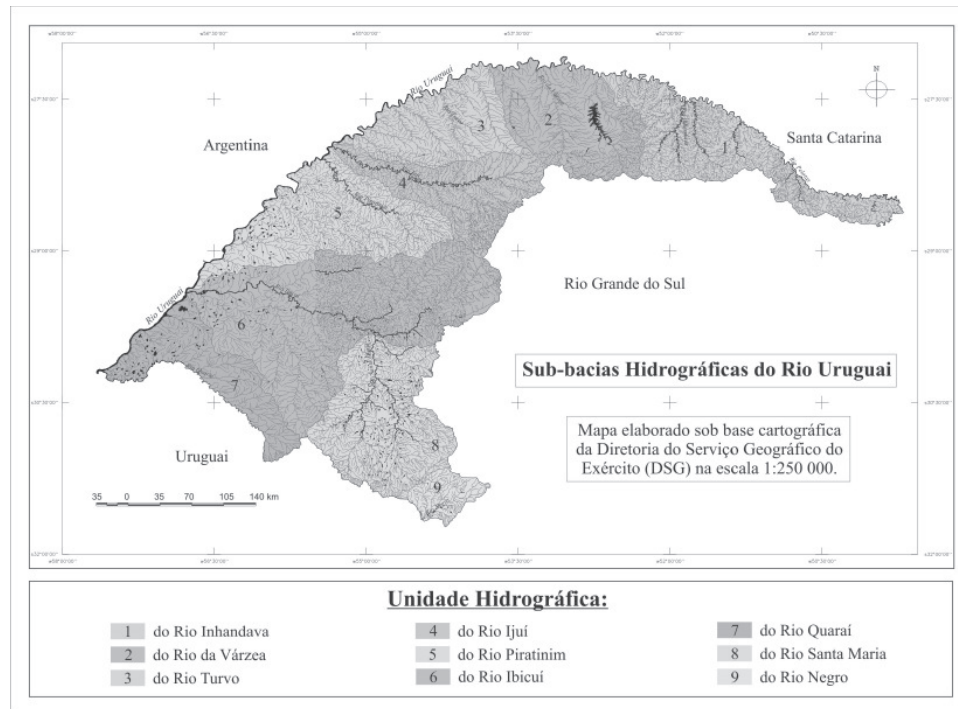 Rio Uruguai
N
Argentina
Santa Catarina
3
2
1
4
5
Rio Grande do Sul
Rio Uruguai
6
7
8
9
Sub-bacias Hidrográficas do Rio Uruguai
Mapa elaborado sob base cartográfica
da Diretoria do Serviço Geográfico do
Exército (DSG) na escala 1:250 000.
Uruguai
35 0 35 70 105 140 km
Unidade Hidrográfica:
1 do Rio Inhandava
2 do Rio da Várzea
3 do Rio Turvo
4 do Rio Ijuí
5 do Rio Piratinim
6 do Rio Ibicuí
7 do Rio Quaraí
8 do Rio Santa Maria
9 do Rio Negro